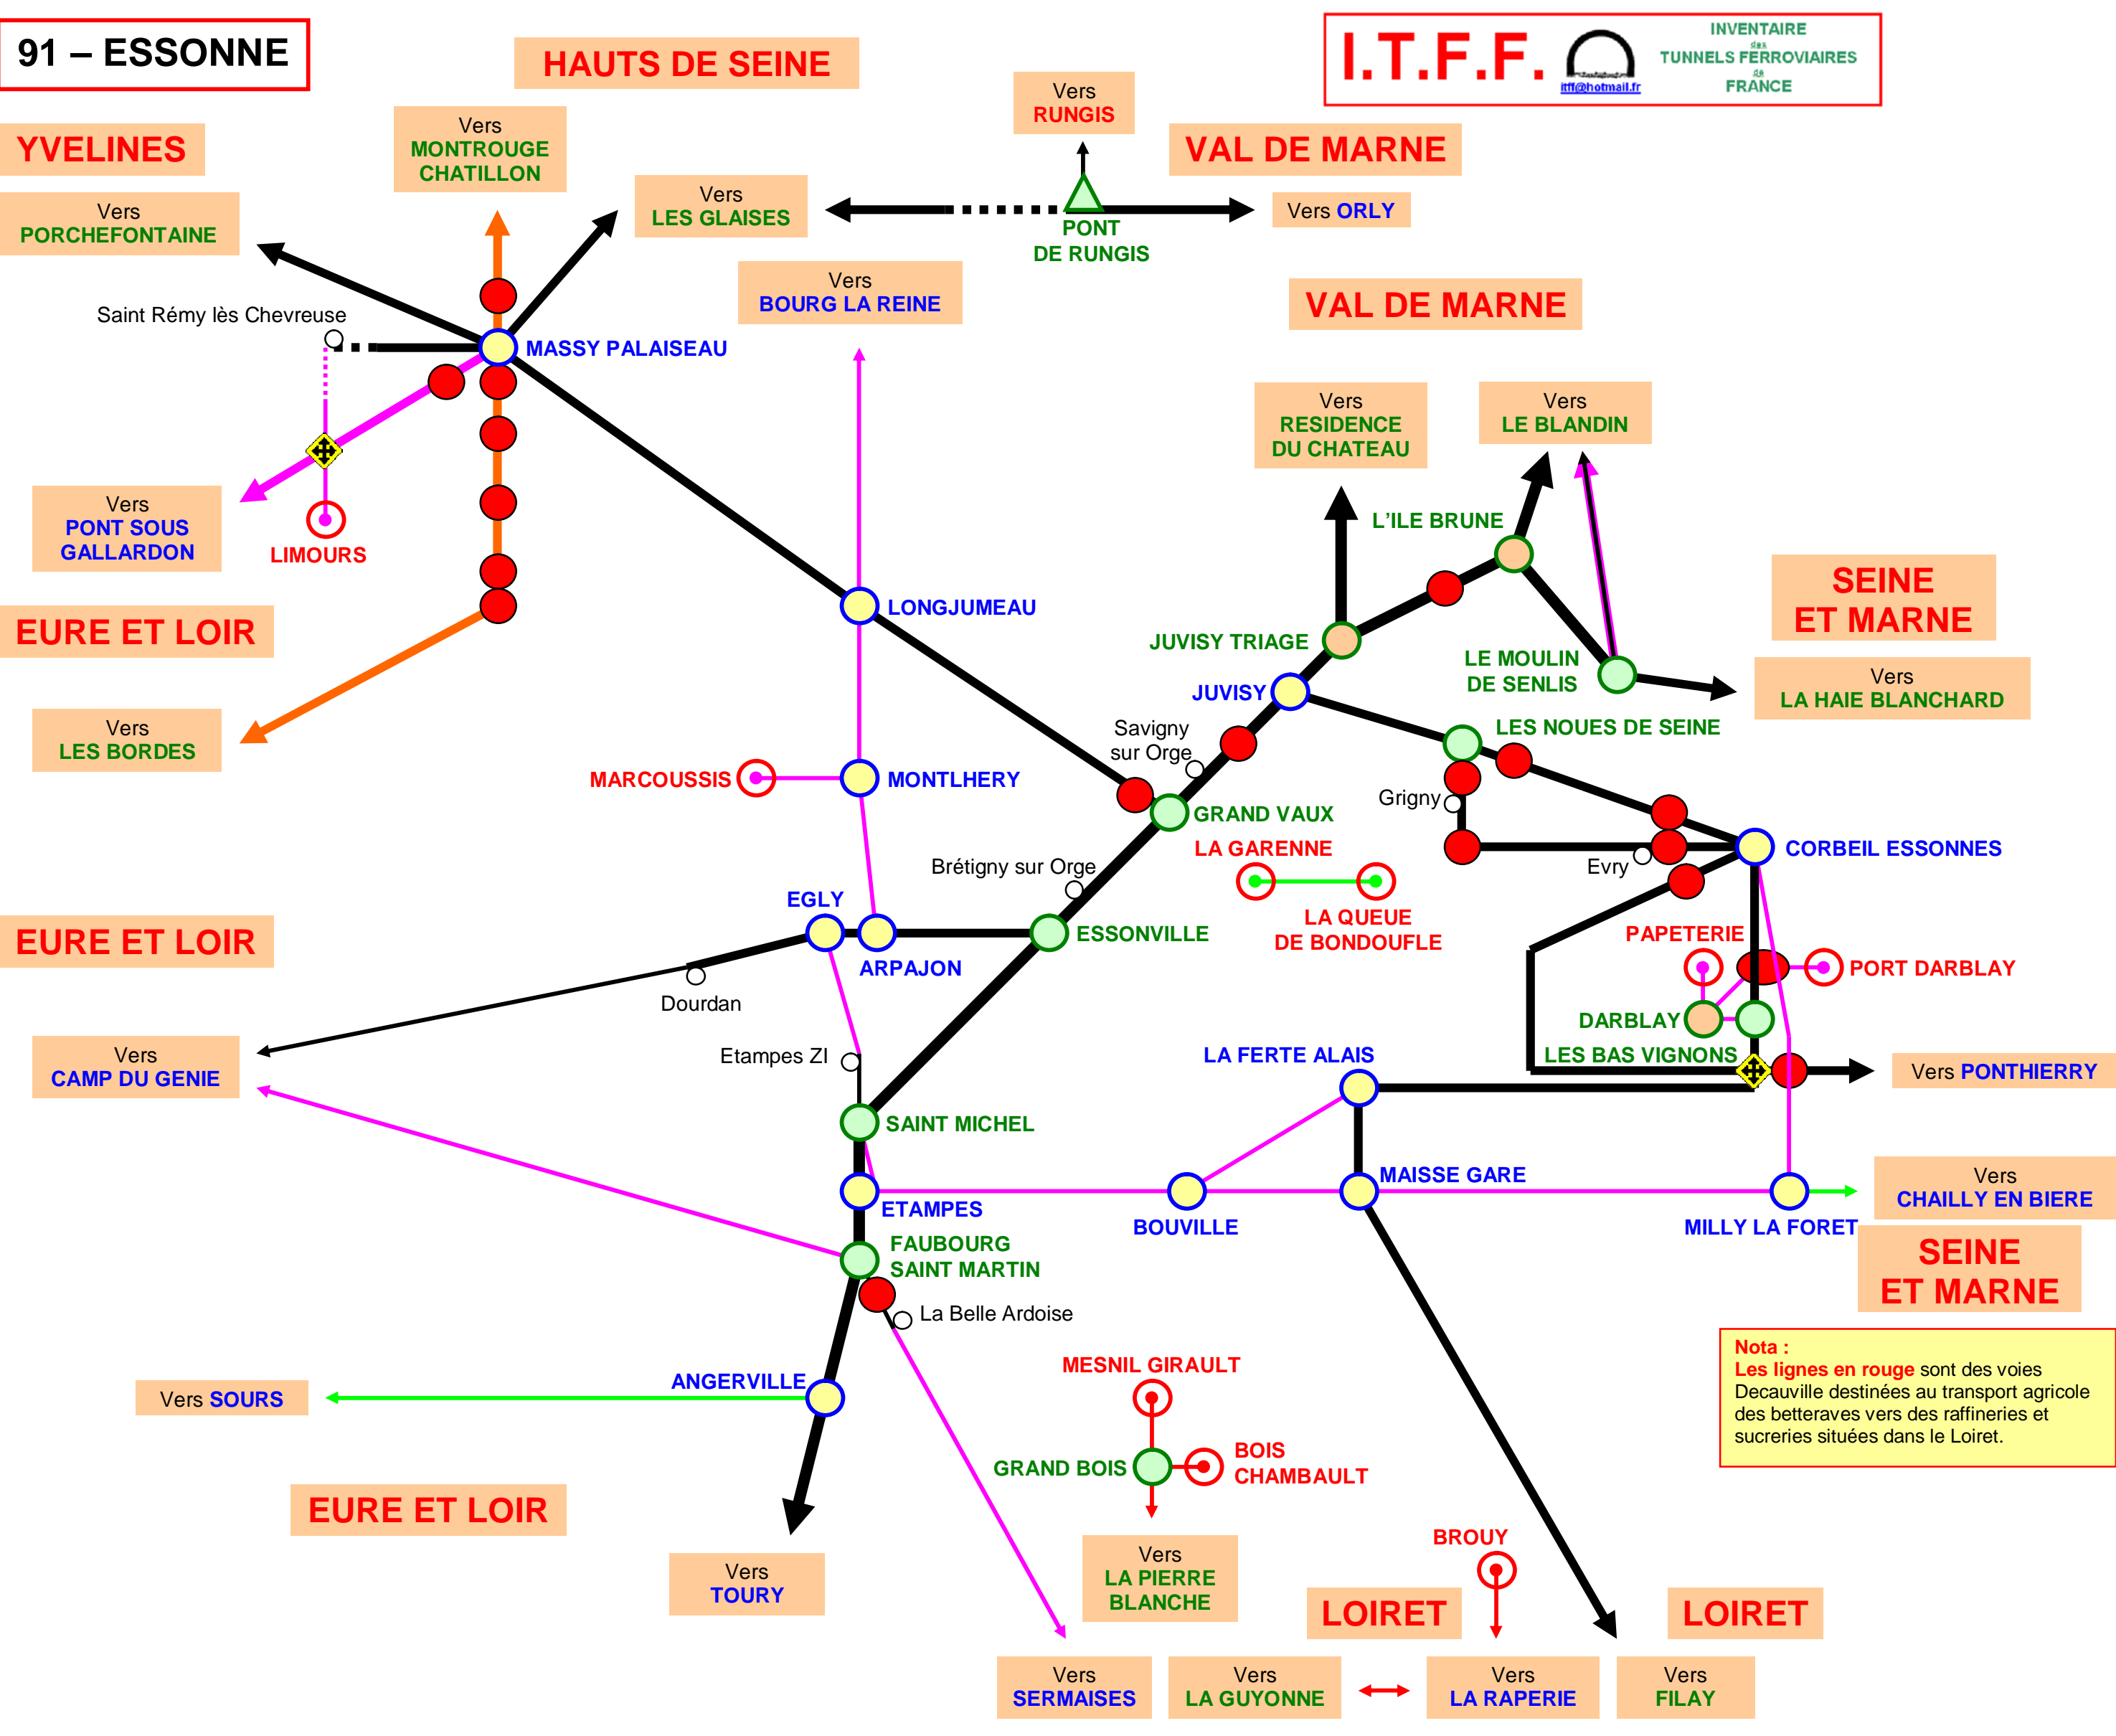 91 – ESSONNE
HAUTS DE SEINE
I.T.F.F.
itff@hotmail.fr
INVENTAIRE
des
TUNNELS FERROVIAIRES
de
FRANCE
YVELINES
Vers
MONTROUGE
CHATILLON
Vers
RUNGIS
VAL DE MARNE
Vers
PORCHEFONTAINE
Vers
LES GLAISES
PONT
DE RUNGIS
Vers ORLY
Vers
BOURG LA REINE
VAL DE MARNE
Saint Rémy lès Chevreuse
MASSY PALAISEAU
Vers
RESIDENCE
DU CHATEAU
Vers
LE BLANDIN
Vers
PONT SOUS
GALLARDON
LIMOURS
L'ILE BRUNE
SEINE
ET MARNE
EURE ET LOIR
LONGJUMEAU
JUVISY TRIAGE
LE MOULIN
DE SENLIS
Vers
LA HAIE BLANCHARD
JUVISY
Vers
LES BORDES
Savigny
sur Orge
LES NOUES DE SEINE
MARCOUSSIS
MONTLHERY
Grigny
GRAND VAUX
LA GARENNE
CORBEIL ESSONNES
Brétigny sur Orge
Evry
EGLY
LA QUEUE
DE BONDOUFLE
EURE ET LOIR
ESSONVILLE
PAPETERIE
ARPAJON
PORT DARBLAY
Dourdan
DARBLAY
Etampes ZI
LA FERTE ALAIS
LES BAS VIGNONS
Vers
CAMP DU GENIE
Vers PONTHIERRY
SAINT MICHEL
MAISSE GARE
Vers
CHAILLY EN BIERE
ETAMPES
BOUVILLE
MILLY LA FORET
FAUBOURG
SAINT MARTIN
SEINE
ET MARNE
La Belle Ardoise
Nota :
Les lignes en rouge sont des voies
Decauville destinées au transport agricole
des betteraves vers des raffineries et
sucreries situées dans le Loiret.
MESNIL GIRAULT
ANGERVILLE
Vers SOURS
GRAND BOIS
BOIS
CHAMBAULT
EURE ET LOIR
BROUY
Vers
TOURY
Vers
LA PIERRE
BLANCHE
LOIRET
LOIRET
Vers
SERMAISES
Vers
LA GUYONNE
Vers
LA RAPERIE
Vers
FILAY